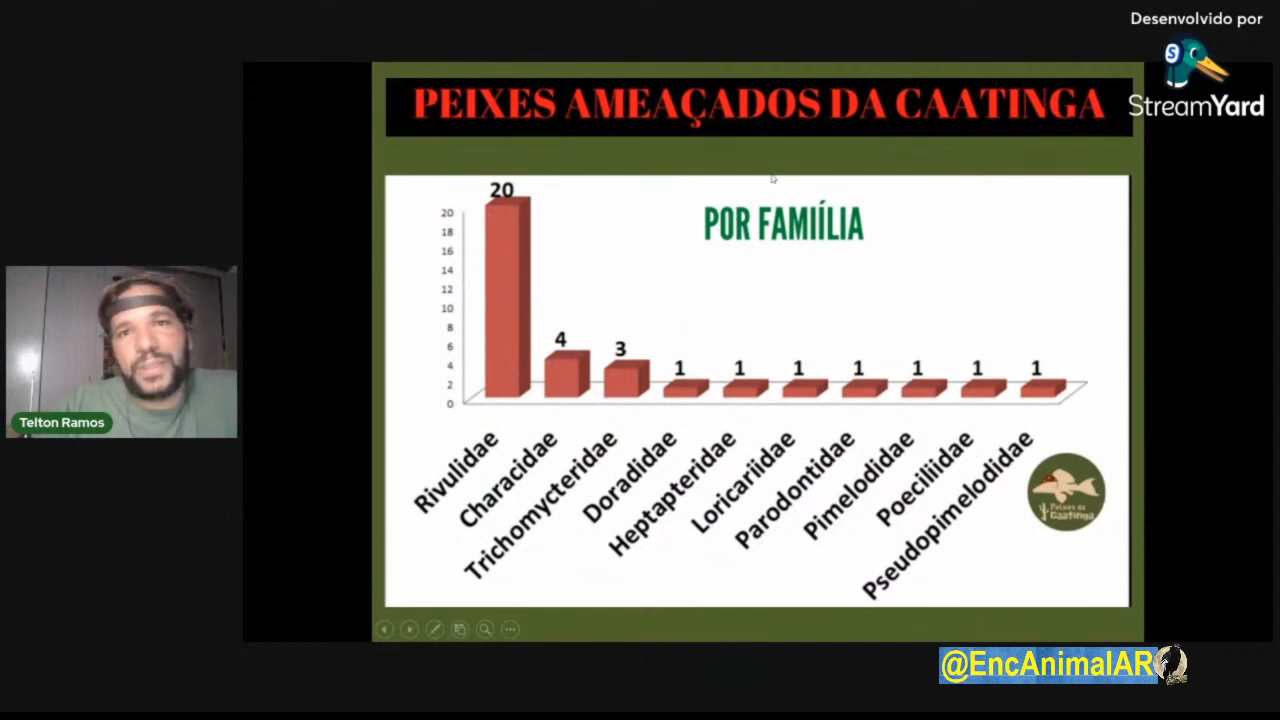 Desenvolvido por
S
StreamYard
PEIXES AMEAÇADOS DA CAATINGA
POR FAMIÍLIA
20
4
3
1
1
1
1
1
1
1
20
18
16
14
12
10
8
6
4
2
0
Rivulidae
Characidae
Trichomycteridae
Doradidae
Heptapteridae
Loricariidae
Parodontidae
Pimelodidae
Poeciliidae
Pseudopimelodidae
Peixes da
Caatinga
Telton Ramos
@EncAnimalAR